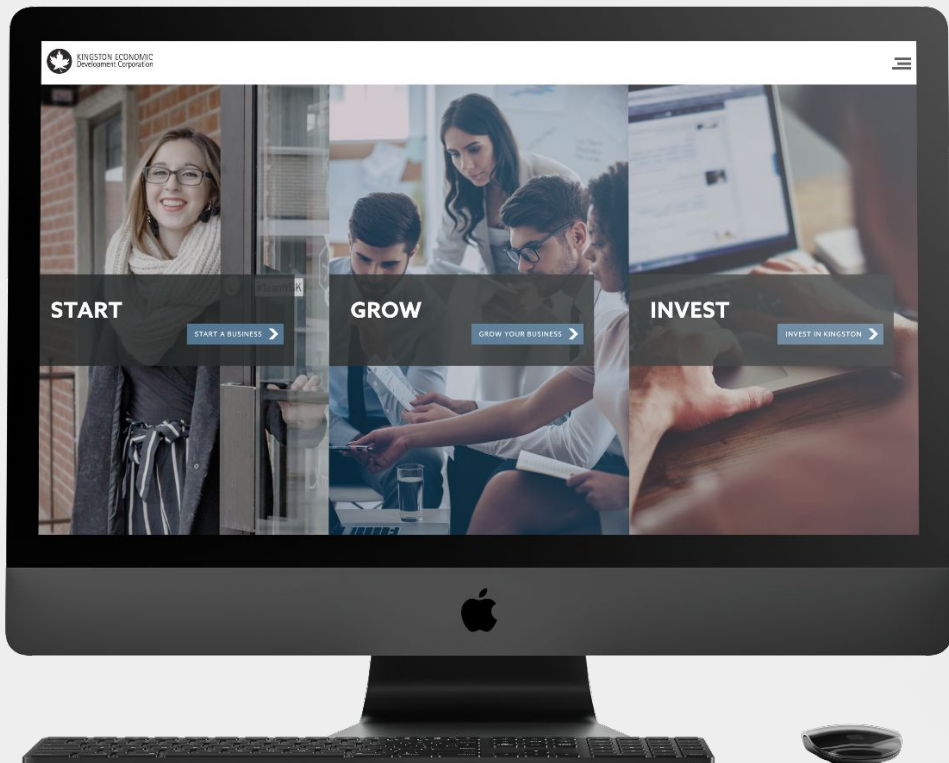 KINGSTON ECONOMIC
Development Corporation
START
START A BUSINESS
GROW
GROW YOUR BUSINESS
INVEST
INVEST IN KINGSTON